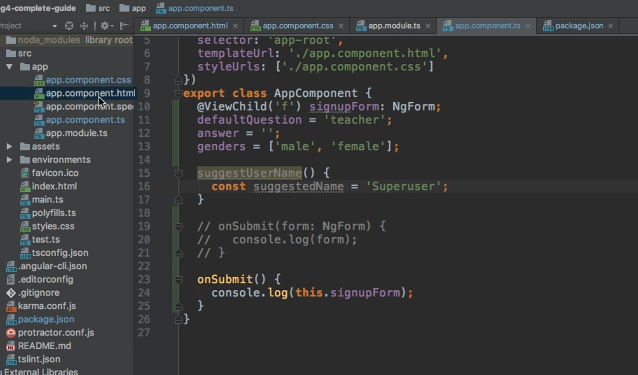 g4-complete-guide
src
app
app.component.ts
Project
app.component.html
app.component.css
app.module.ts
app.component.ts
package.json
node_modules library root
src
app
app.component.css
app.component.html
app.component.spe
app.component.ts
app.module.ts
assets
environments
favicon.ico
index.html
main.ts
polyfills.ts
styles.css
test.ts
tsconfig.json
.angular-cli.json
.editorconfig
.gitignore
karma.conf.js
package.json
protractor.conf.js
README.md
tslint.json
External Libraries
5 selector: 'app-root',
6 templateUrl: './app.component.html',
7 styleUrls: ['./app.component.css']
8 })
9 export class AppComponent {
10 @ViewChild('f') signupForm: NgForm;
11 defaultQuestion = 'teacher';
12 answer = '';
13 genders = ['male', 'female'];
14
15 suggestUserName() {
16 const suggestedName = 'Superuser';
17 }
18
19 // onSubmit(form: NgForm) {
20 // console.log(form);
21 // }
22
23 onSubmit() {
24 console.log(this.signupForm);
25 }
26 }
27